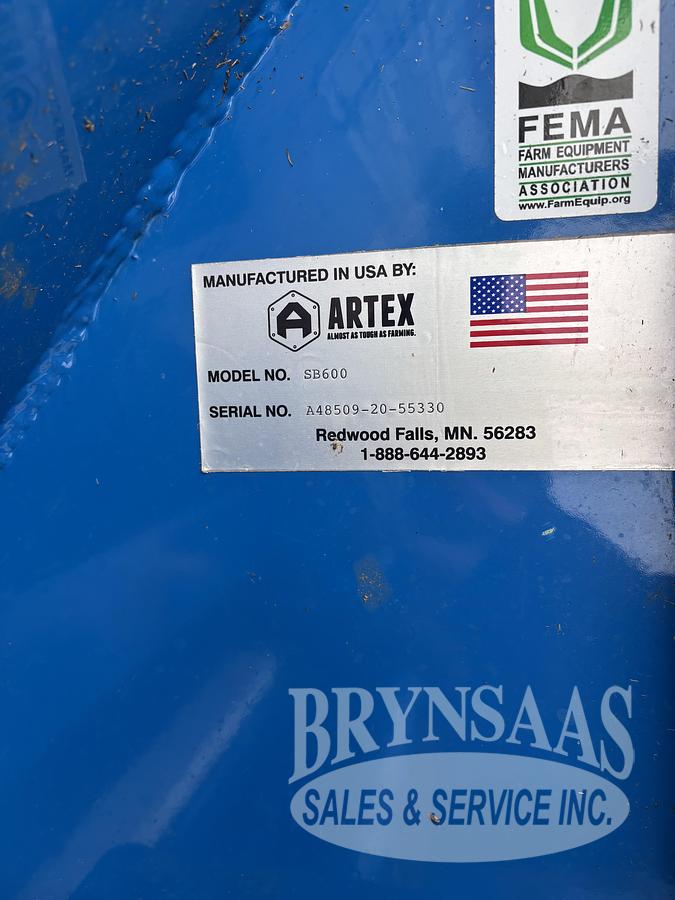 FEMA
FARM EQUIPMENT
MANUFACTURERS
ASSOCIATION
www.FarmEquip.org
MANUFACTURED IN USA BY:
A ARTEX
ALMOST AS TOUGH AS FARMING.
MODEL NO. SB600
SERIAL NO. A48509-20-55330
Redwood Falls, MN. 56283
1-888-644-2893
BRYNSAAS
SALES & SERVICE INC.